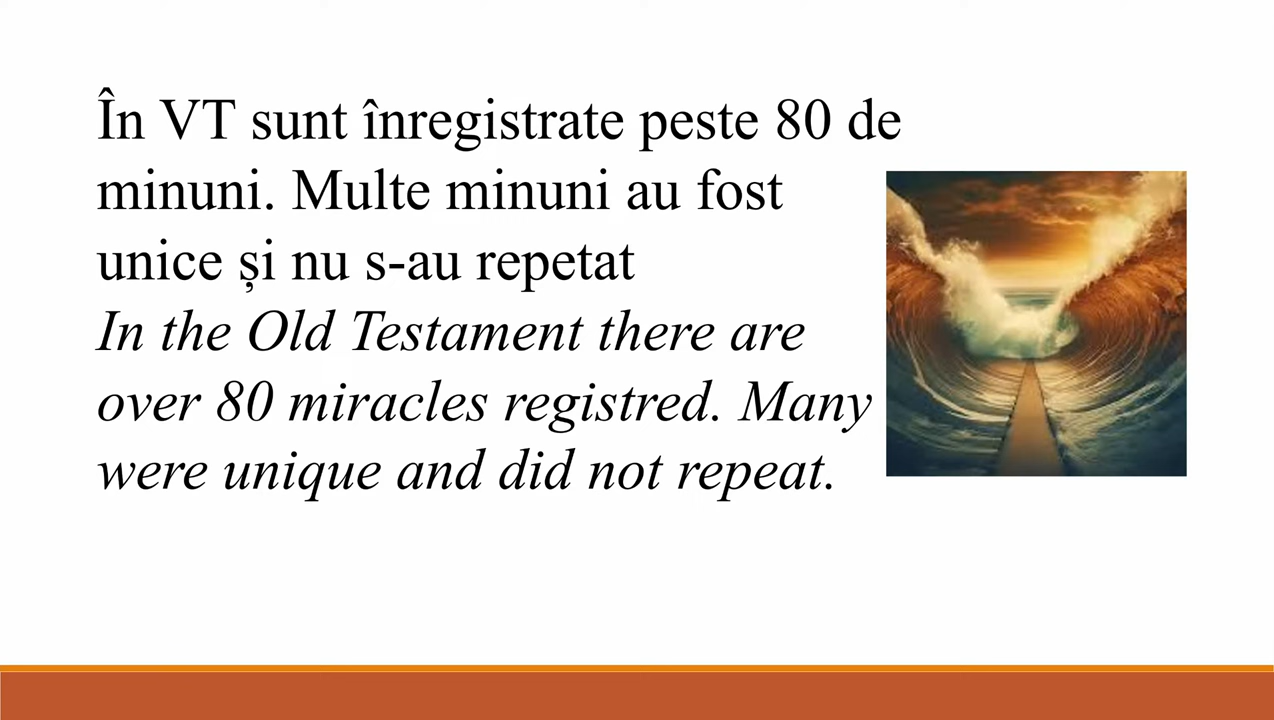 În VT sunt înregistrate peste 80 de
minuni. Multe minuni au fost
unice și nu s-au repetat
In the Old Testament there are
over 80 miracles registred. Many
were unique and did not repeat.